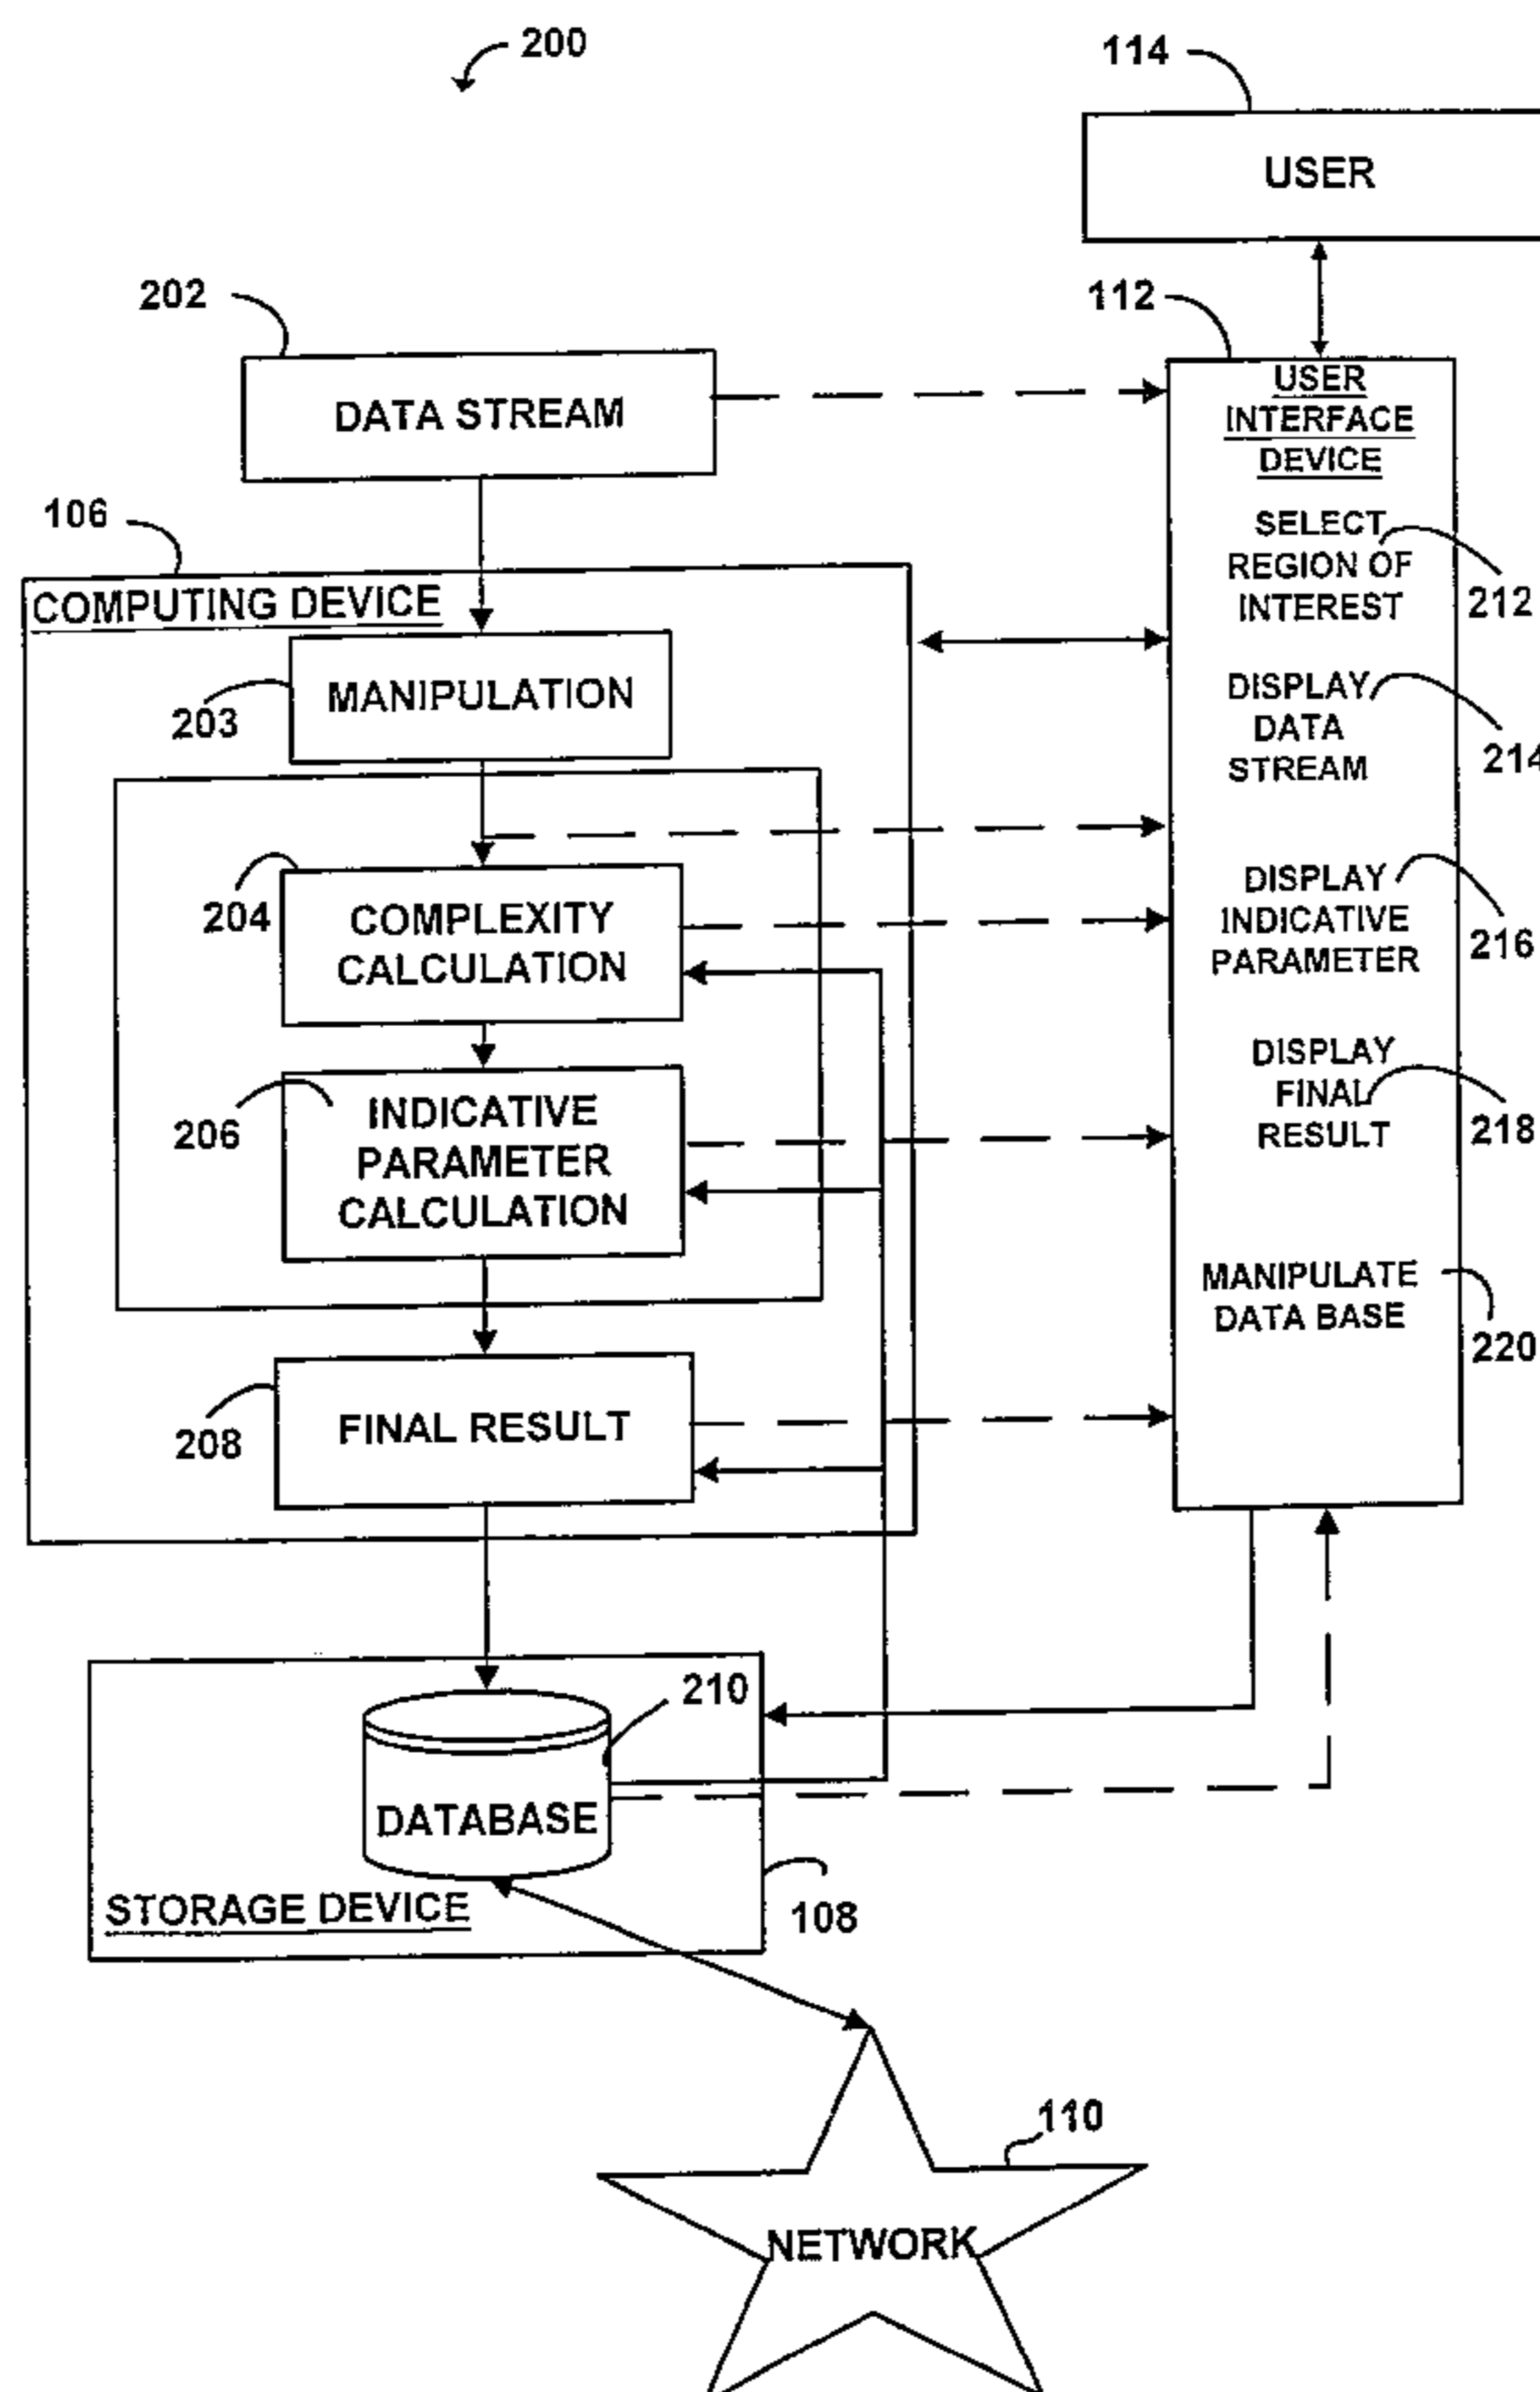 200
114
USER
202
112
DATA STREAM
USER
INTERFACE
DEVICE
106
SELECT
REGION OF
INTEREST
212
COMPUTING DEVICE
MANIPULATION
203
DISPLAY
DATA
STREAM
214
204
COMPLEXITY
CALCULATION
DISPLAY
INDICATIVE
PARAMETER
216
206
INDICATIVE
PARAMETER
CALCULATION
DISPLAY
FINAL
RESULT
218
MANIPULATE
DATA BASE
220
208
FINAL RESULT
210
DATABASE
STORAGE DEVICE
108
110
NETWORK